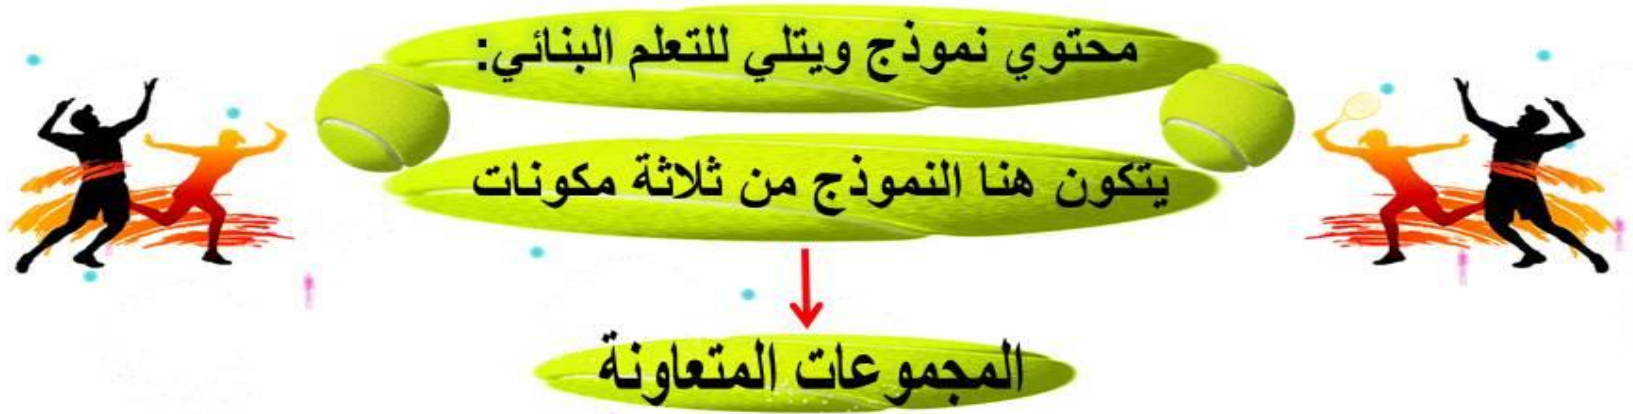 محتوي نموذج ويتلي للتعلم البنائي:
يتكون هنا النموذج من ثلاثة مكونات
المجموعات المتعاونة